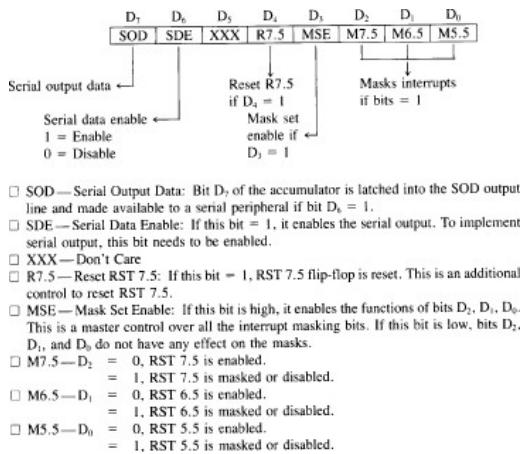 D₇ D₆ D₅ D₄ D₃ D₂ D₁ D₀
SOD SDE XXX R7.5 MSE M7.5 M6.5 M5.5
Serial output data
Reset R7.5
if D₄ = 1
Masks interrupts
if bits = 1
Serial data enable
1 = Enable
0 = Disable
Mask set
enable if
D₃ = 1
□ SOD—Serial Output Data: Bit D₇ of the accumulator is latched into the SOD output
line and made available to a serial peripheral if bit D₆ = 1.
□ SDE—Serial Data Enable: If this bit = 1, it enables the serial output. To implement
serial output, this bit needs to be enabled.
□ XXX—Don't Care
□ R7.5—Reset RST 7.5: If this bit = 1, RST 7.5 flip-flop is reset. This is an additional
control to reset RST 7.5.
□ MSE—Mask Set Enable: If this bit is high, it enables the functions of bits D₂, D₁, D₀.
This is a master control over all the interrupt masking bits. If this bit is low, bits D₂,
D₁, and D₀ do not have any effect on the masks.
□ M7.5—D₂ = 0, RST 7.5 is enabled.
= 1, RST 7.5 is masked or disabled.
□ M6.5—D₁ = 0, RST 6.5 is enabled.
= 1, RST 6.5 is masked or disabled.
□ M5.5—D₀ = 0, RST 5.5 is enabled.
= 1, RST 5.5 is masked or disabled.